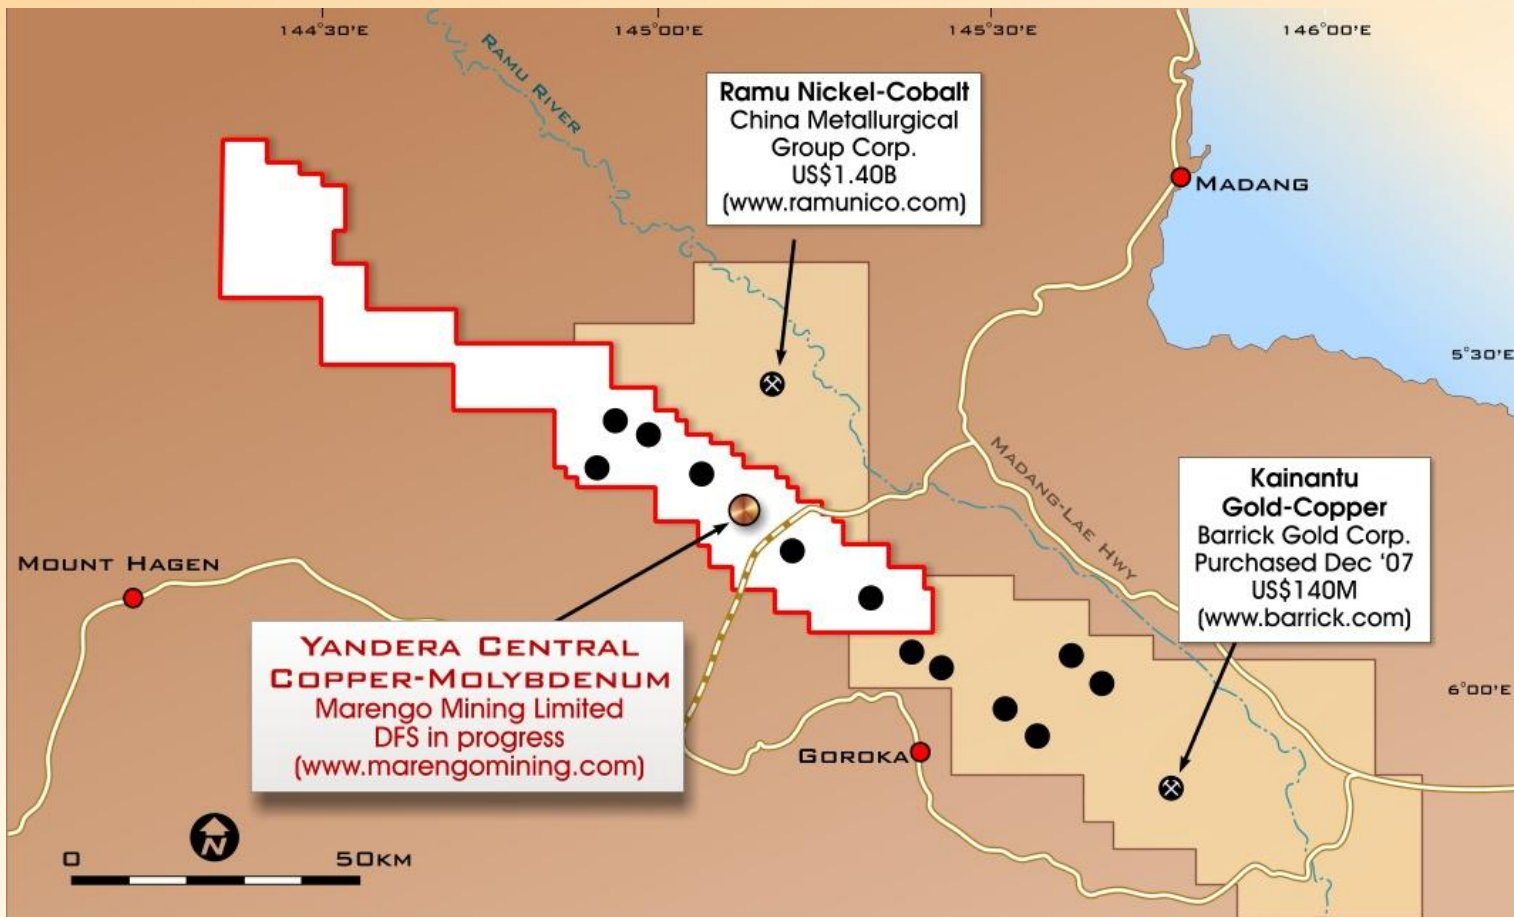 144°30'E
145°00'E
145°30'E
146°00'E
RAMU RIVER
Ramu Nickel-Cobalt
China Metallurgical
Group Corp.
US$1.40B
(www.ramunico.com)
MADANG
5°30'E
MADANG-LAE HWY
Kainantu
Gold-Copper
Barrick Gold Corp.
Purchased Dec '07
US$140M
(www.barrick.com)
MOUNT HAGEN
YANDERA CENTRAL
COPPER-MOLYBDENUM
Marengo Mining Limited
DFS in progress
(www.marengomining.com)
6°00'E
GOROKA
N
0
50KM